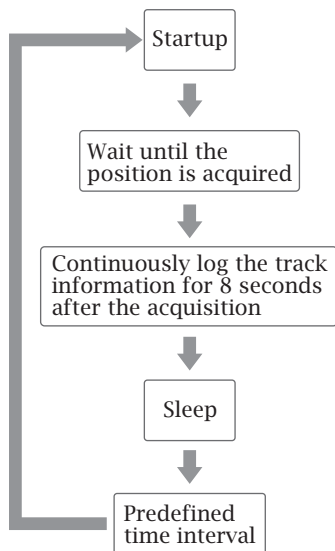 Startup
Wait until the
position is acquired
Continuously log the track
information for 8 seconds
after the acquisition
Sleep
Predefined
time interval